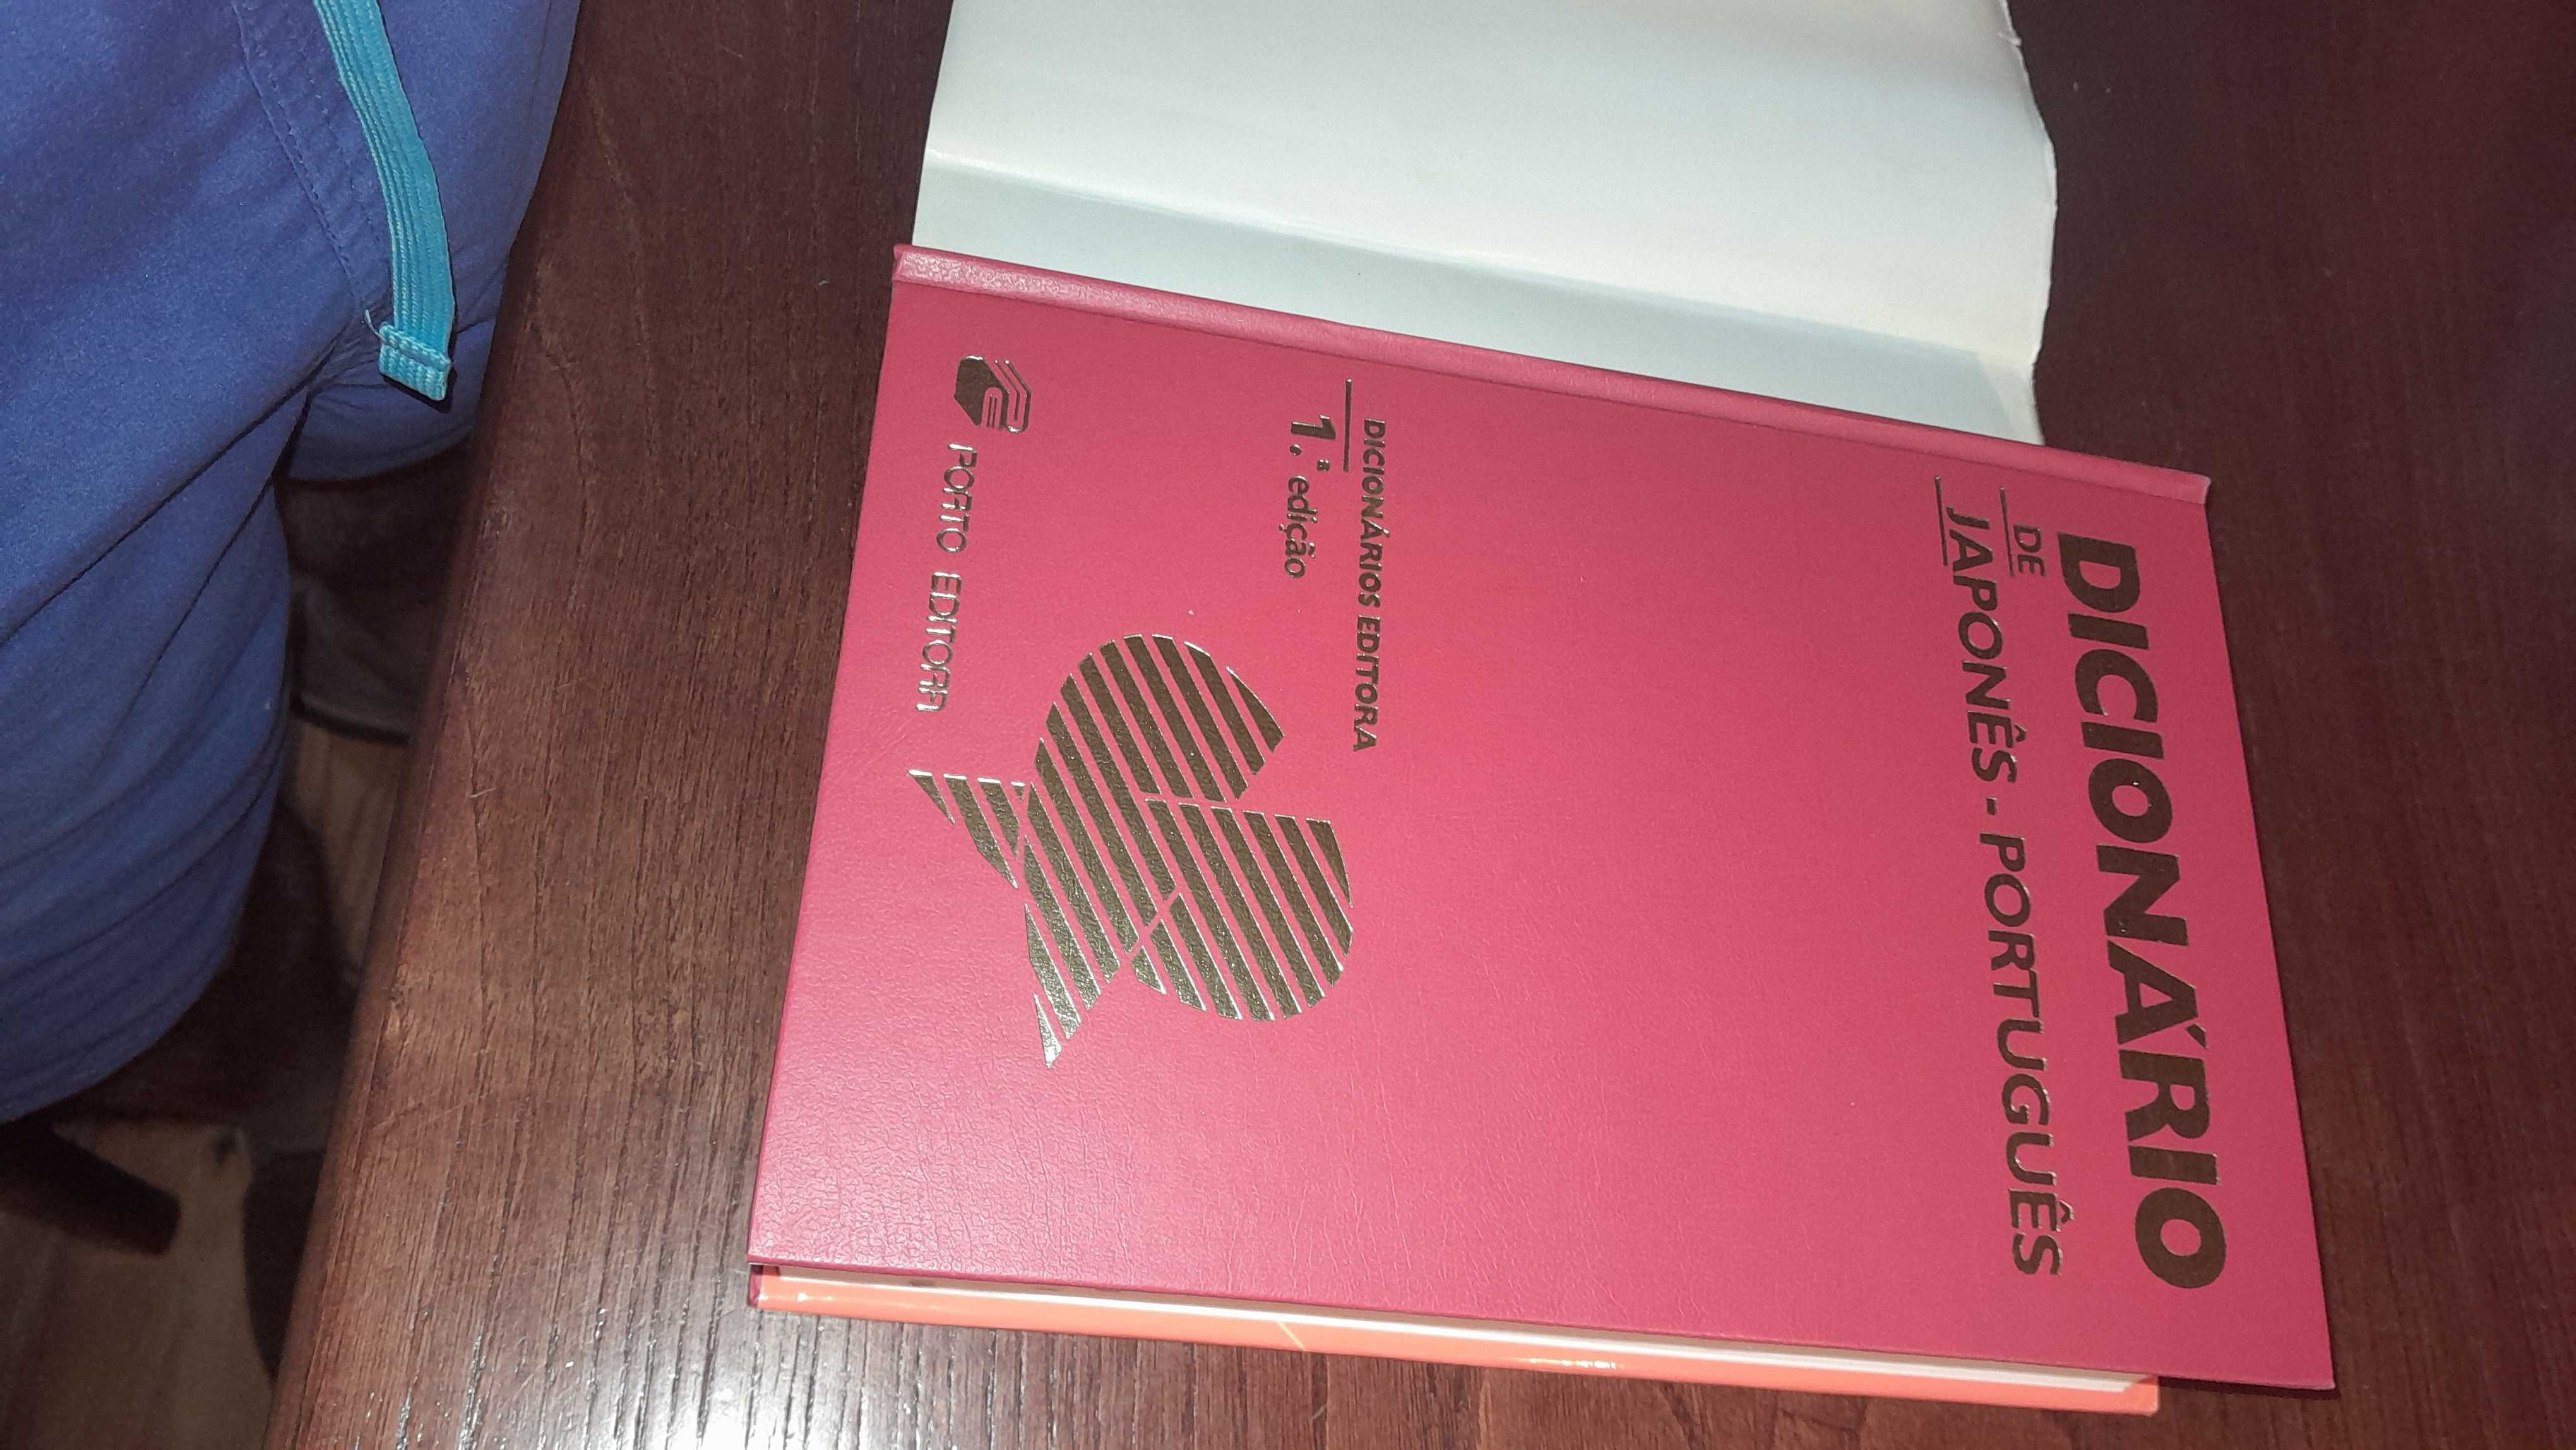 DICIONÁRIO
DE
JAPONÊS - PORTUGUÊS
DICIONÁRIOS EDITORA
1.ª edição
PORTO EDITORA